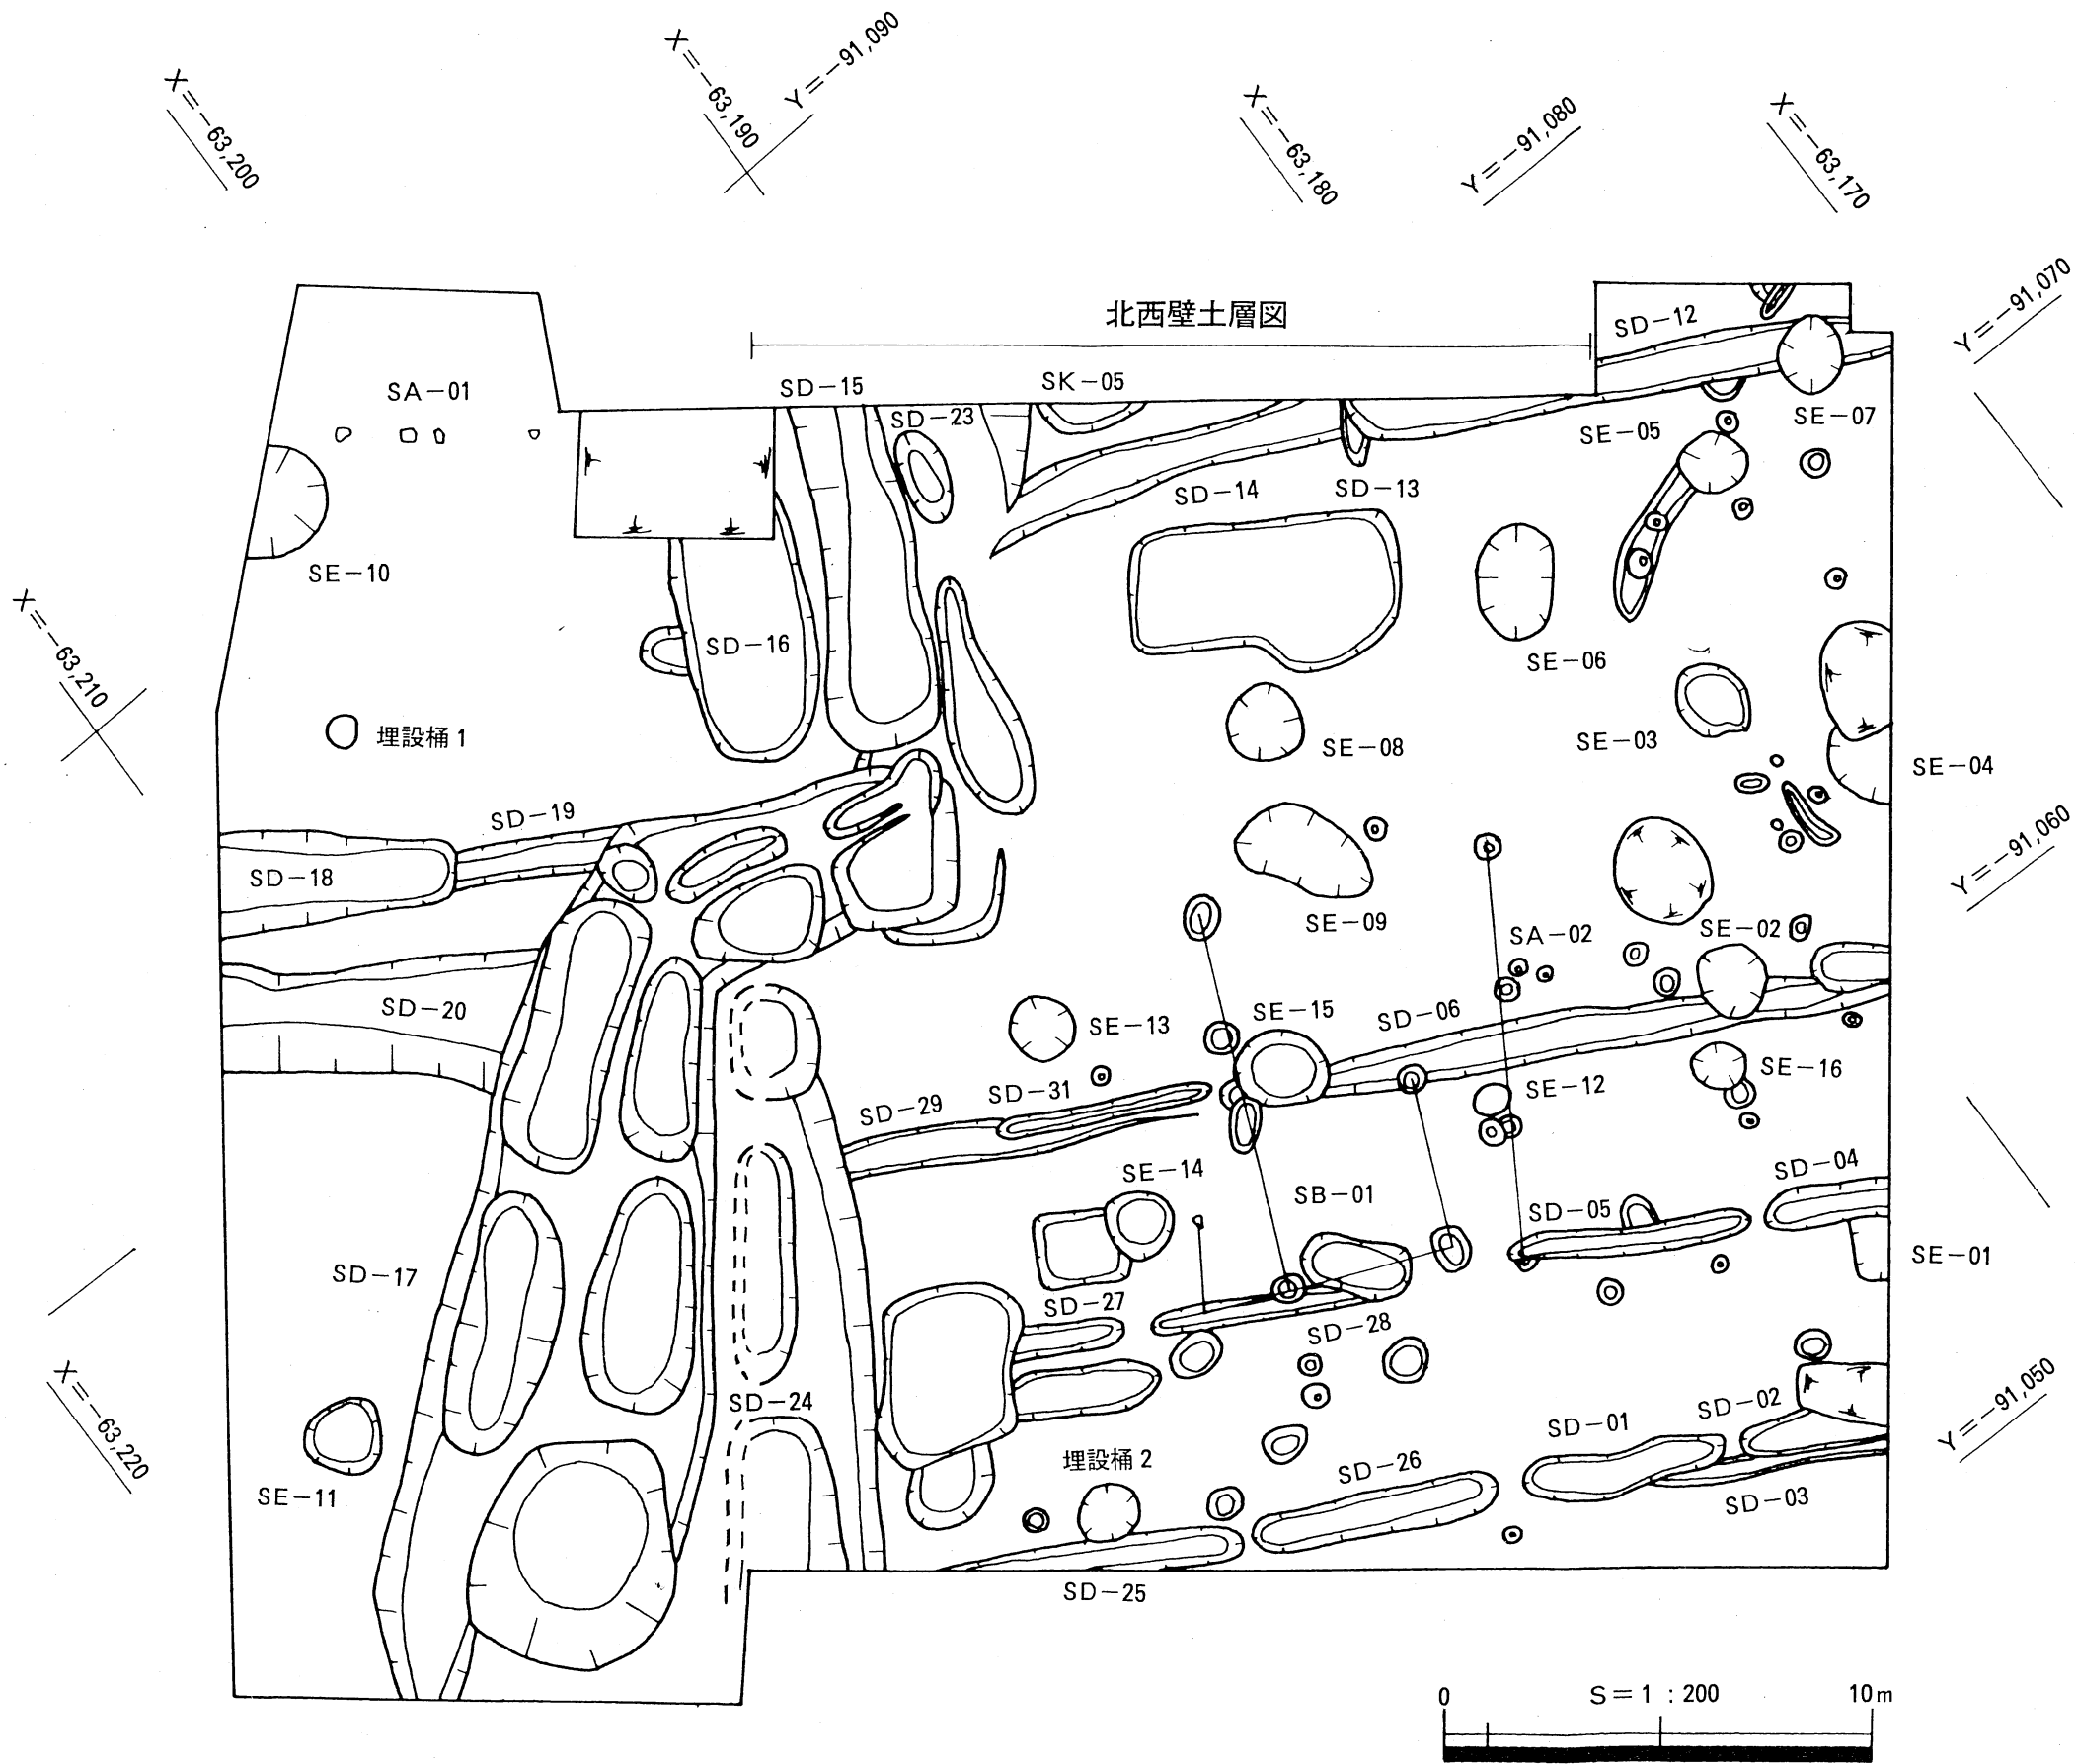 X=-63,200
X=-63,190
Y=-91,090
X=-63,180
Y=-91,080
X=-63,170
Y=-91,070
北西壁土層図
SD-12
SA-01
SD-15
SK-05
SD-23
SE-05
SE-07
SD-14
SD-13
SE-10
X=-63,210
SD-16
SE-06
埋設桶1
SE-08
SE-03
SE-04
SD-19
Y=-91,060
SD-18
SE-09
SA-02
SE-02
SD-20
SE-13
SE-15
SD-06
SE-16
SE-12
SD-31
SD-29
SE-14
SB-01
SD-04
SD-05
SE-01
SD-17
SD-27
SD-28
X=-63,220
SD-24
Y=-91,050
SD-02
SD-01
埋設桶2
SD-26
SE-11
SD-03
SD-25
0 S=1:200 10m